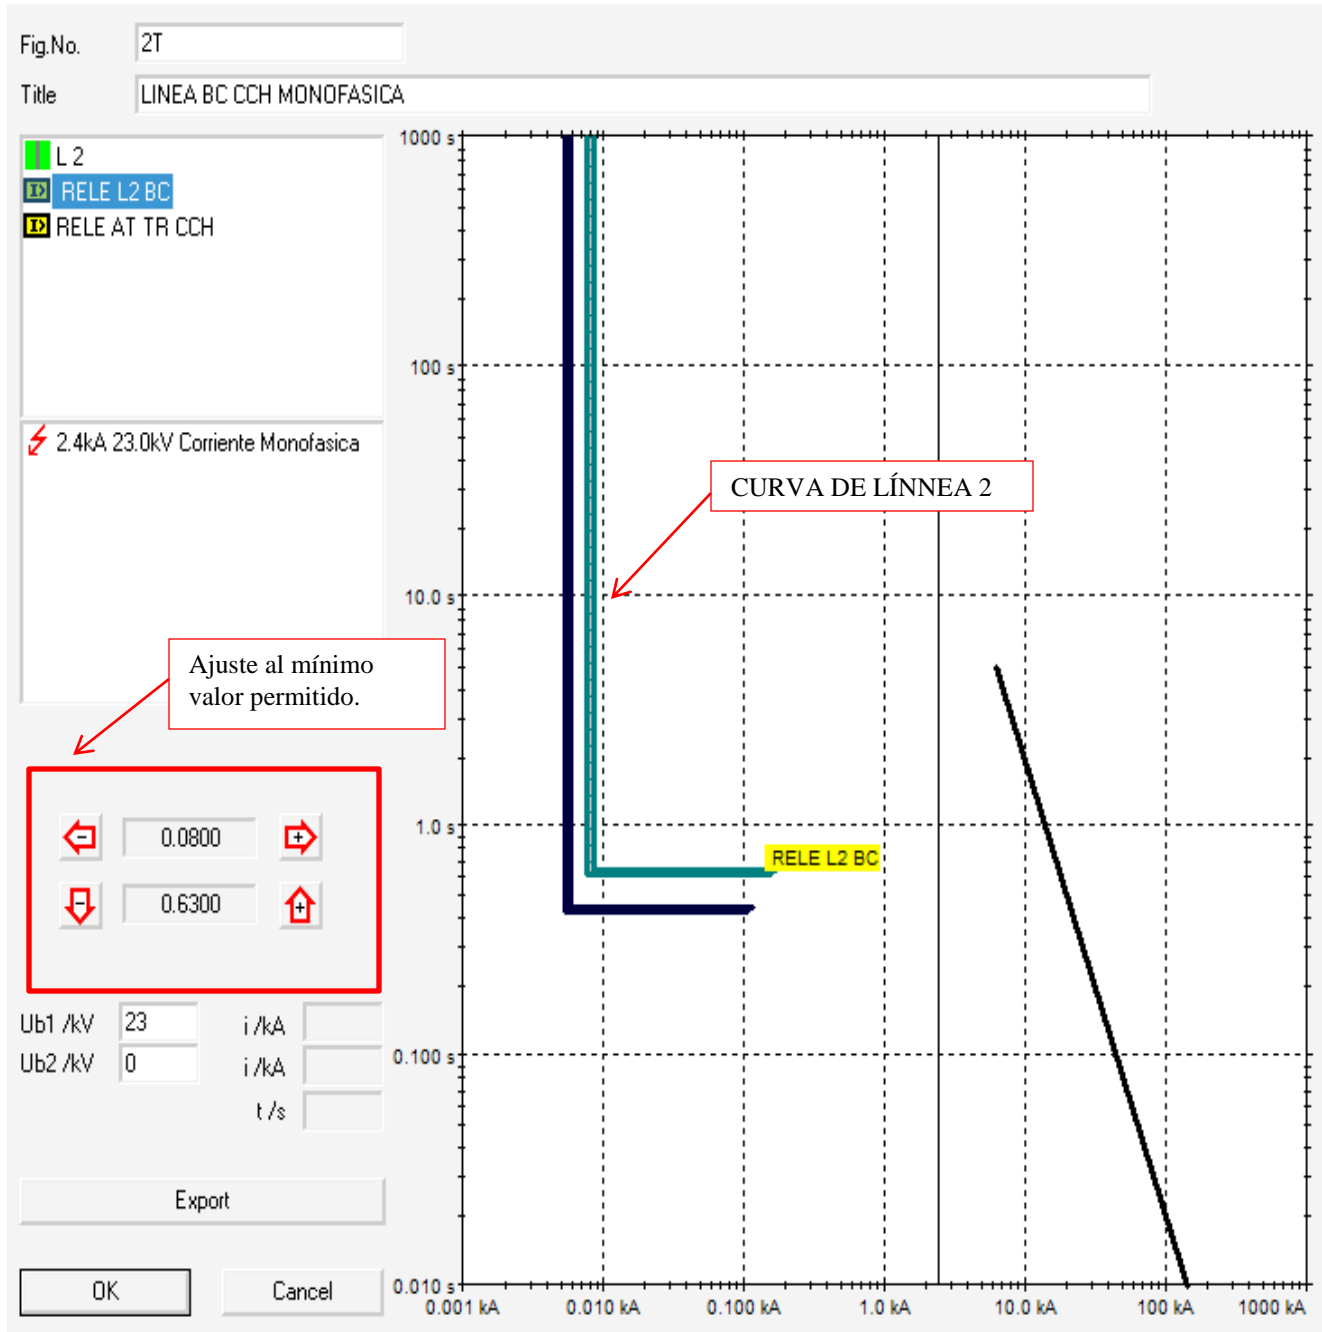 Fig.No. 2T
Title LINEA BC CCH MONOFASICA
L 2
RELE L2 BC
RELE AT TR CCH
2.4kA 23.0kV Corriente Monofasica
Ajuste al mínimo
valor permitido.
0.0800
0.6300
Ub1 /kV 23 i /kA
Ub2 /kV 0 i /kA
t /s
Export
OK Cancel
1000 s
100 s
10.0 s
1.0 s
0.100 s
0.010 s
CURVA DE LÍNNEA 2
RELE L2 BC
0.001 kA 0.010 kA 0.100 kA 1.0 kA 10.0 kA 100 kA 1000 kA